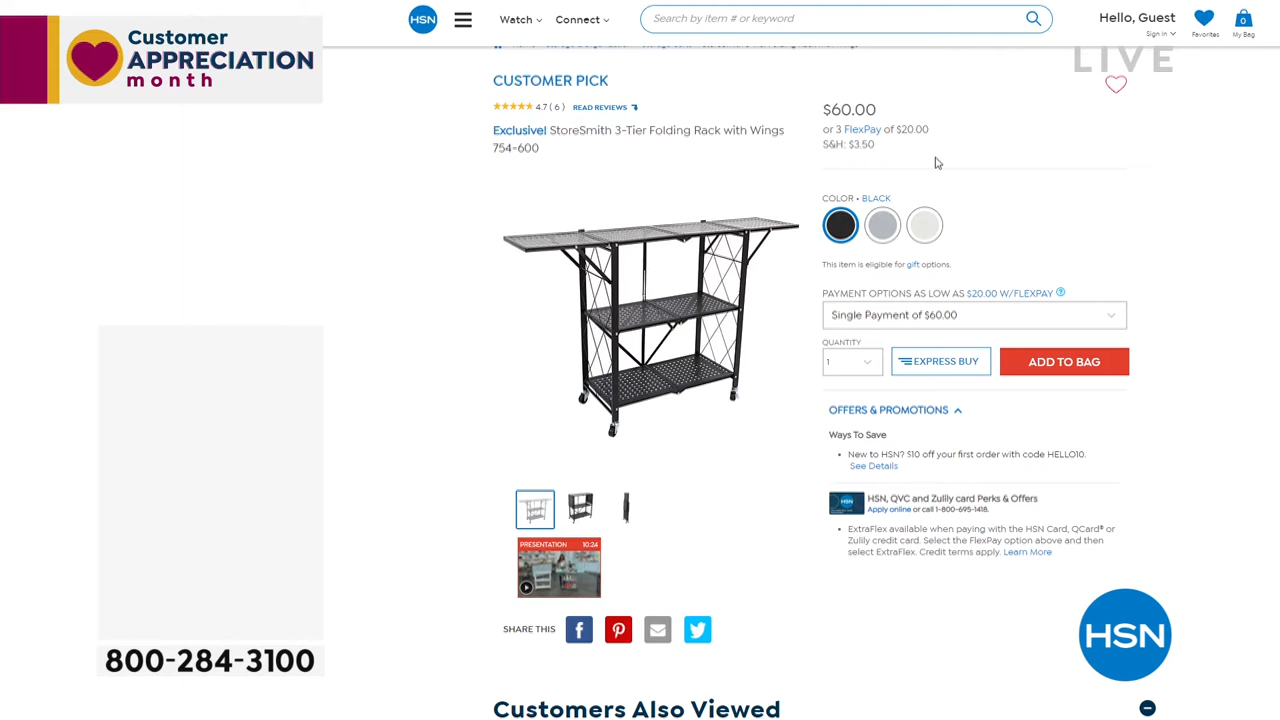 Customer
APPRECIATION
month
HSN
Watch
Connect
Search by item # or keyword
Hello, Guest
Sign in
Favorites
0
My Bag
LIVE
CUSTOMER PICK
4.7 ( 6 ) READ REVIEWS
Exclusive! StoreSmith 3-Tier Folding Rack with Wings
754-600
$60.00
or 3 FlexPay of $20.00
S&H: $3.50
COLOR • BLACK
This item is eligible for gift options.
PAYMENT OPTIONS AS LOW AS $20.00 W/FLEXPAY ?
Single Payment of $60.00
QUANTITY
1
EXPRESS BUY
ADD TO BAG
OFFERS & PROMOTIONS
Ways To Save
• New to HSN? $10 off your first order with code HELLO10.
See Details
HSN
HSN, QVC and Zulily card Perks & Offers
Apply online or call 1-800-695-1418.
• ExtraFlex available when paying with the HSN Card, QCard® or
Zulily credit card. Select the FlexPay option above and then
select ExtraFlex. Credit terms apply. Learn More
PRESENTATION 10:24
SHARE THIS
HSN
800-284-3100
Customers Also Viewed